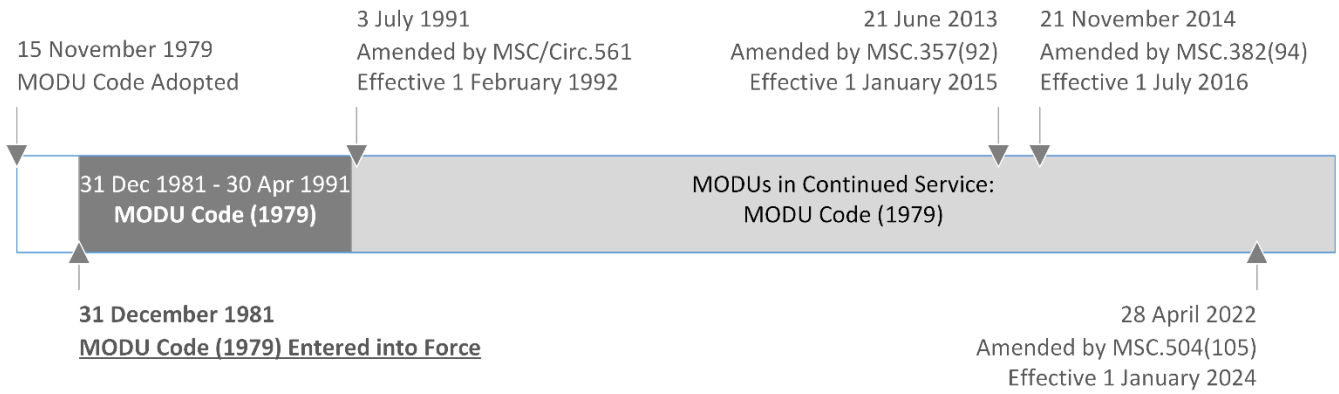 15 November 1979
MODU Code Adopted
3 July 1991
Amended by MSC/Circ.561
Effective 1 February 1992
21 June 2013
Amended by MSC.357(92)
Effective 1 January 2015
21 November 2014
Amended by MSC.382(94)
Effective 1 July 2016
31 Dec 1981 - 30 Apr 1991
MODU Code (1979)
MODUs in Continued Service:
MODU Code (1979)
31 December 1981
MODU Code (1979) Entered into Force
28 April 2022
Amended by MSC.504(105)
Effective 1 January 2024